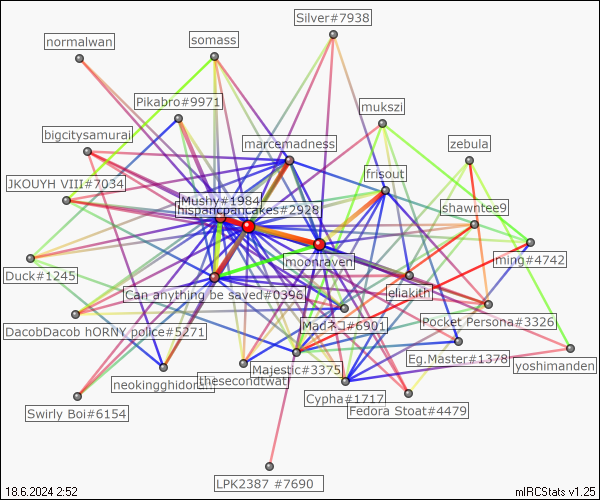 Silver#7938
normalwan
somass
Pikabro#9971
mukszi
bigcitysamurai
marcemadness
zebula
frisout
JKOUYH VIII#7034
Mushy#1984
hispanicpancakes#2928
shawntee9
moonraven
ming#4742
Duck#1245
Can anything be saved#0396
eliakith
DacobDacob hORNY police#5271
Madネコ#6901
Pocket Persona#3326
Majestic#3375
Eg.Master#1378
yoshimanden
thesecondtwat
Cypha#1717
Swirly Boi#6154
Fedora Stoat#4479
LPK2387 #7690
18.6.2024 2:52
mIRCStats v1.25